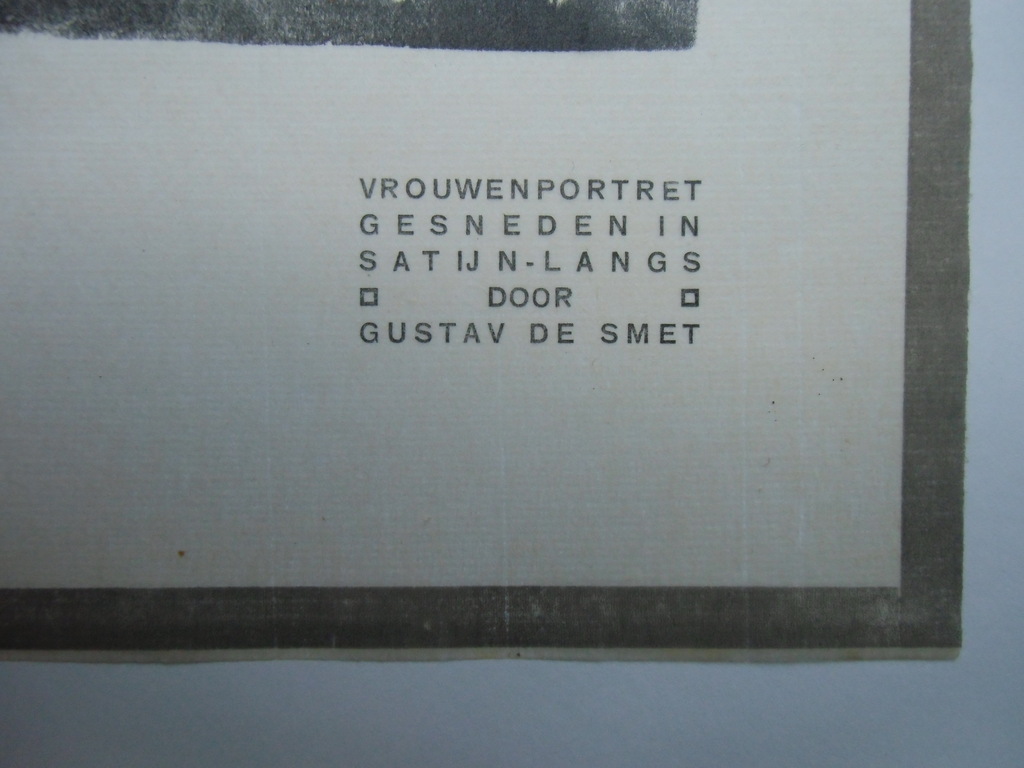 VROUWENPORTRET
GESNEDEN IN
SATIJN-LANGS
DOOR
GUSTAV DE SMET